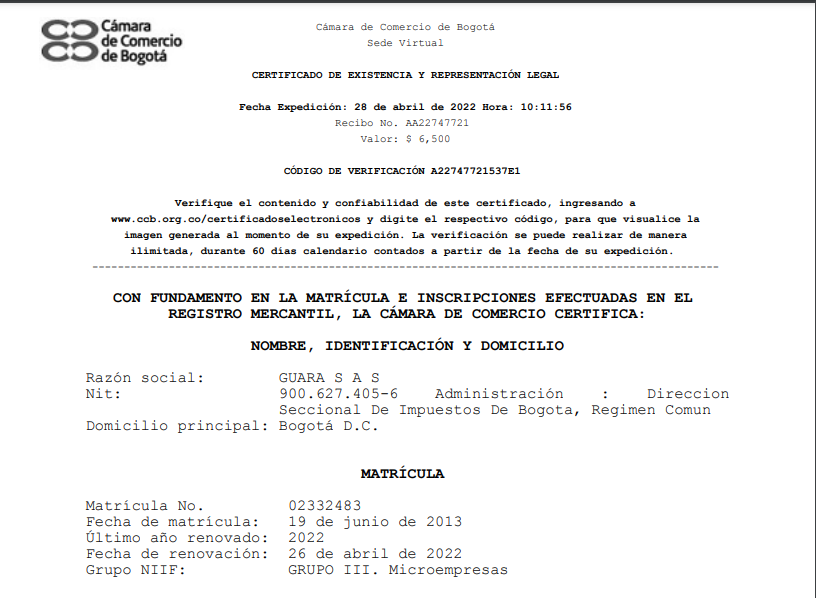 Cámara
de Comercio
de Bogotá
Cámara de Comercio de Bogotá
Sede Virtual
CERTIFICADO DE EXISTENCIA Y REPRESENTACIÓN LEGAL
Fecha Expedición: 28 de abril de 2022 Hora: 10:11:56
Recibo No. AA22747721
Valor: $ 6,500
CÓDIGO DE VERIFICACIÓN A22747721537E1
Verifique el contenido y confiabilidad de este certificado, ingresando a
www.ccb.org.co/certificadoselectronicos y digite el respectivo código, para que visualice la
imagen generada al momento de su expedición. La verificación se puede realizar de manera
ilimitada, durante 60 días calendario contados a partir de la fecha de su expedición.
-----------------------------------------------------------------------------------------
CON FUNDAMENTO EN LA MATRÍCULA E INSCRIPCIONES EFECTUADAS EN EL
REGISTRO MERCANTIL, LA CÁMARA DE COMERCIO CERTIFICA:
NOMBRE, IDENTIFICACIÓN Y DOMICILIO
Razón social: GUARA S A S
Nit: 900.627.405-6 Administración : Direccion
Seccional De Impuestos De Bogota, Regimen Comun
Domicilio principal: Bogotá D.C.
MATRÍCULA
Matrícula No. 02332483
Fecha de matrícula: 19 de junio de 2013
Último año renovado: 2022
Fecha de renovación: 26 de abril de 2022
Grupo NIIF: GRUPO III. Microempresas